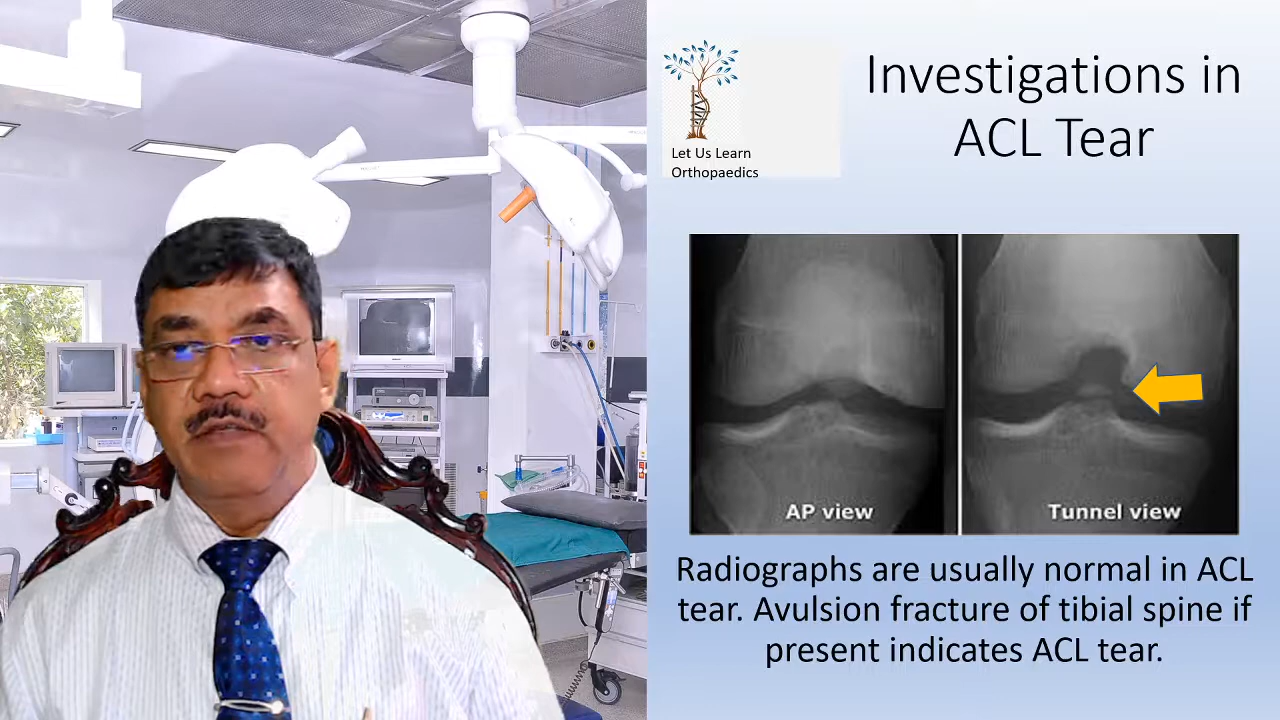 Let Us Learn
Orthopaedics
Investigations in
ACL Tear
AP view
Tunnel view
Radiographs are usually normal in ACL
tear. Avulsion fracture of tibial spine if
present indicates ACL tear.